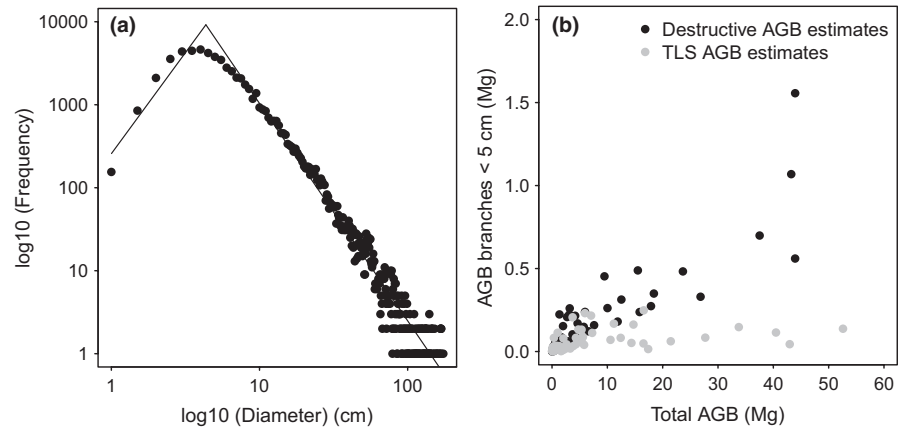 (a)
10000
1000
100
10
1
1
10
100
log10 (Frequency)
log10 (Diameter) (cm)
(b)
Destructive AGB estimates
TLS AGB estimates
2.0
1.5
1.0
0.5
0.0
0
10
20
30
40
50
60
AGB branches < 5 cm (Mg)
Total AGB (Mg)